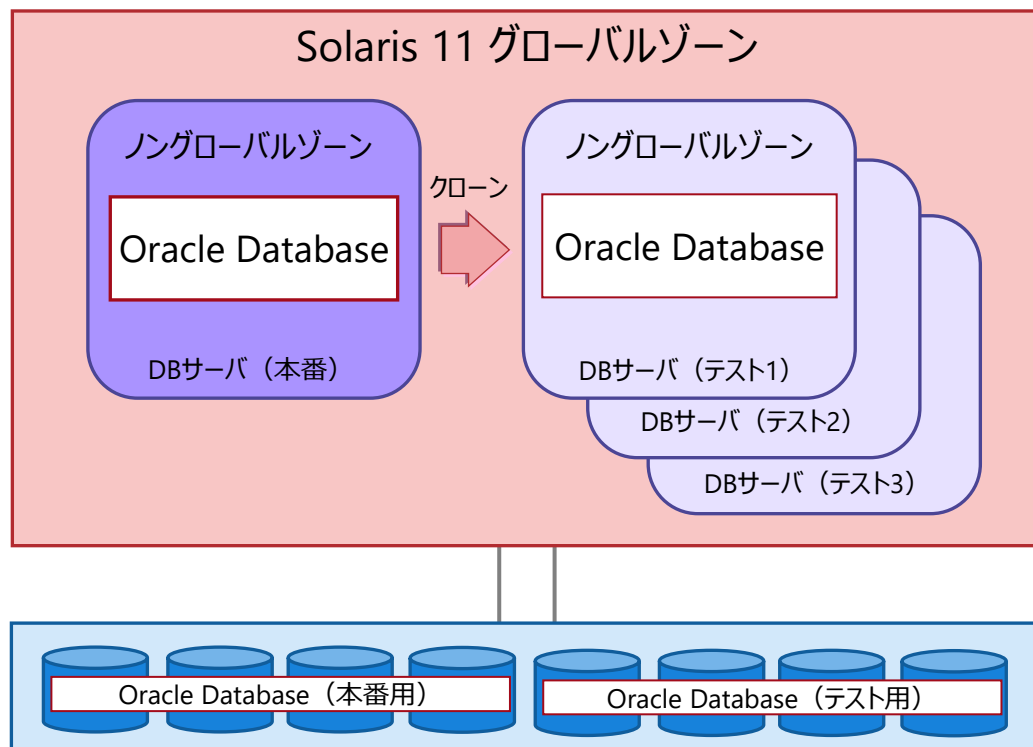 Solaris 11 グローバルゾーン
ノングローバルゾーン
Oracle Database
DBサーバ（本番）
クローン
ノングローバルゾーン
Oracle Database
DBサーバ（テスト1）
DBサーバ（テスト2）
DBサーバ（テスト3）
Oracle Database（本番用）
Oracle Database（テスト用）